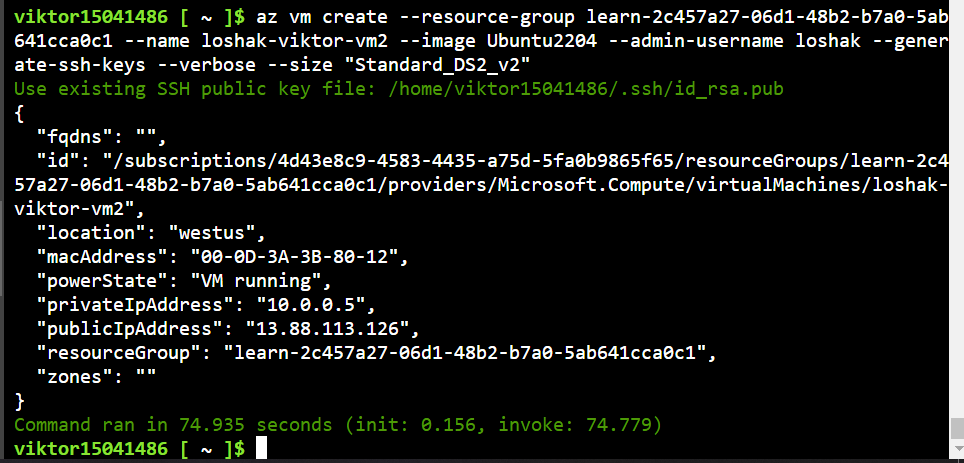 viktor15041486 [ ~ ]$ az vm create --resource-group learn-2c457a27-06d1-48b2-b7a0-5ab
641cca0c1 --name loshak-viktor-vm2 --image Ubuntu2204 --admin-username loshak --gener
ate-ssh-keys --verbose --size "Standard_DS2_v2"
Use existing SSH public key file: /home/viktor15041486/.ssh/id_rsa.pub
{
  "fqdns": "",
  "id": "/subscriptions/4d43e8c9-4583-4435-a75d-5fa0b9865f65/resourceGroups/learn-2c4
57a27-06d1-48b2-b7a0-5ab641cca0c1/providers/Microsoft.Compute/virtualMachines/loshak-
viktor-vm2",
  "location": "westus",
  "macAddress": "00-0D-3A-3B-80-12",
  "powerState": "VM running",
  "privateIpAddress": "10.0.0.5",
  "publicIpAddress": "13.88.113.126",
  "resourceGroup": "learn-2c457a27-06d1-48b2-b7a0-5ab641cca0c1",
  "zones": ""
}
Command ran in 74.935 seconds (init: 0.156, invoke: 74.779)
viktor15041486 [ ~ ]$